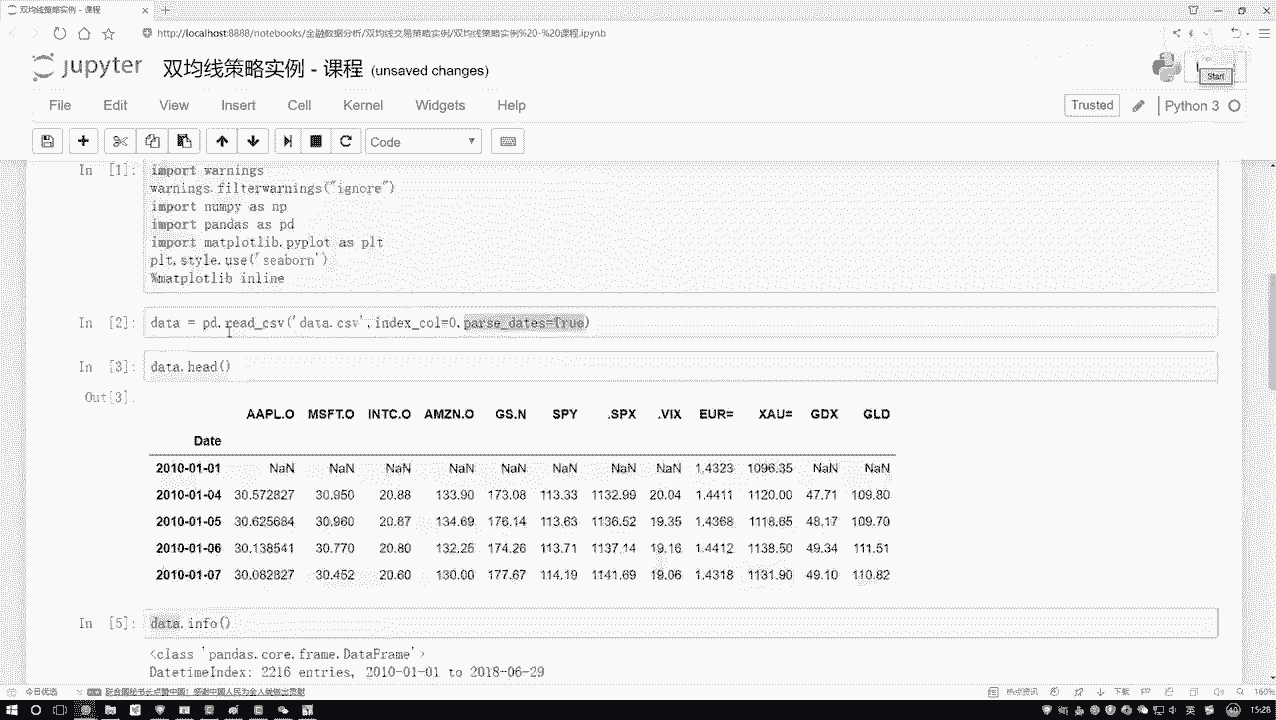 双均线策略实例 - 课程
http://localhost:8888/notebooks/金融数据分析/双均线交易策略实例/双均线策略实例%20-%20课程.ipynb
jupyter 双均线策略实例 - 课程 (unsaved changes)
Start
File Edit View Insert Cell Kernel Widgets Help
Trusted Python 3
Code
In [1]: import warnings
warnings.filterwarnings("ignore")
import numpy as np
import pandas as pd
import matplotlib.pyplot as plt
plt.style.use('seaborn')
%matplotlib inline
In [2]: data = pd.read_csv('data.csv',index_col=0,parse_dates=True)
In [3]: data.head()
Out[3]:
AAPL.O MSFT.O INTC.O AMZN.O GS.N SPY .SPX .VIX EUR= XAU= GDX GLD
Date
2010-01-01 NaN NaN NaN NaN NaN NaN NaN NaN 1.4323 1096.35 NaN NaN
2010-01-04 30.572827 30.950 20.88 133.90 173.08 113.33 1132.99 20.04 1.4411 1120.00 47.71 109.80
2010-01-05 30.625684 30.960 20.87 134.69 176.14 113.63 1136.52 19.35 1.4368 1118.65 48.17 109.70
2010-01-06 30.138541 30.770 20.80 132.25 174.26 113.71 1137.14 19.16 1.4412 1138.50 49.34 111.51
2010-01-07 30.082827 30.452 20.60 130.00 177.67 114.19 1141.69 19.06 1.4318 1131.90 49.10 110.82
In [5]: data.info()
<class 'pandas.core.frame.DataFrame'>
DatetimeIndex: 2216 entries, 2010-01-01 to 2018-06-29
今日优选
热点资讯 下载 160%
英 15:28